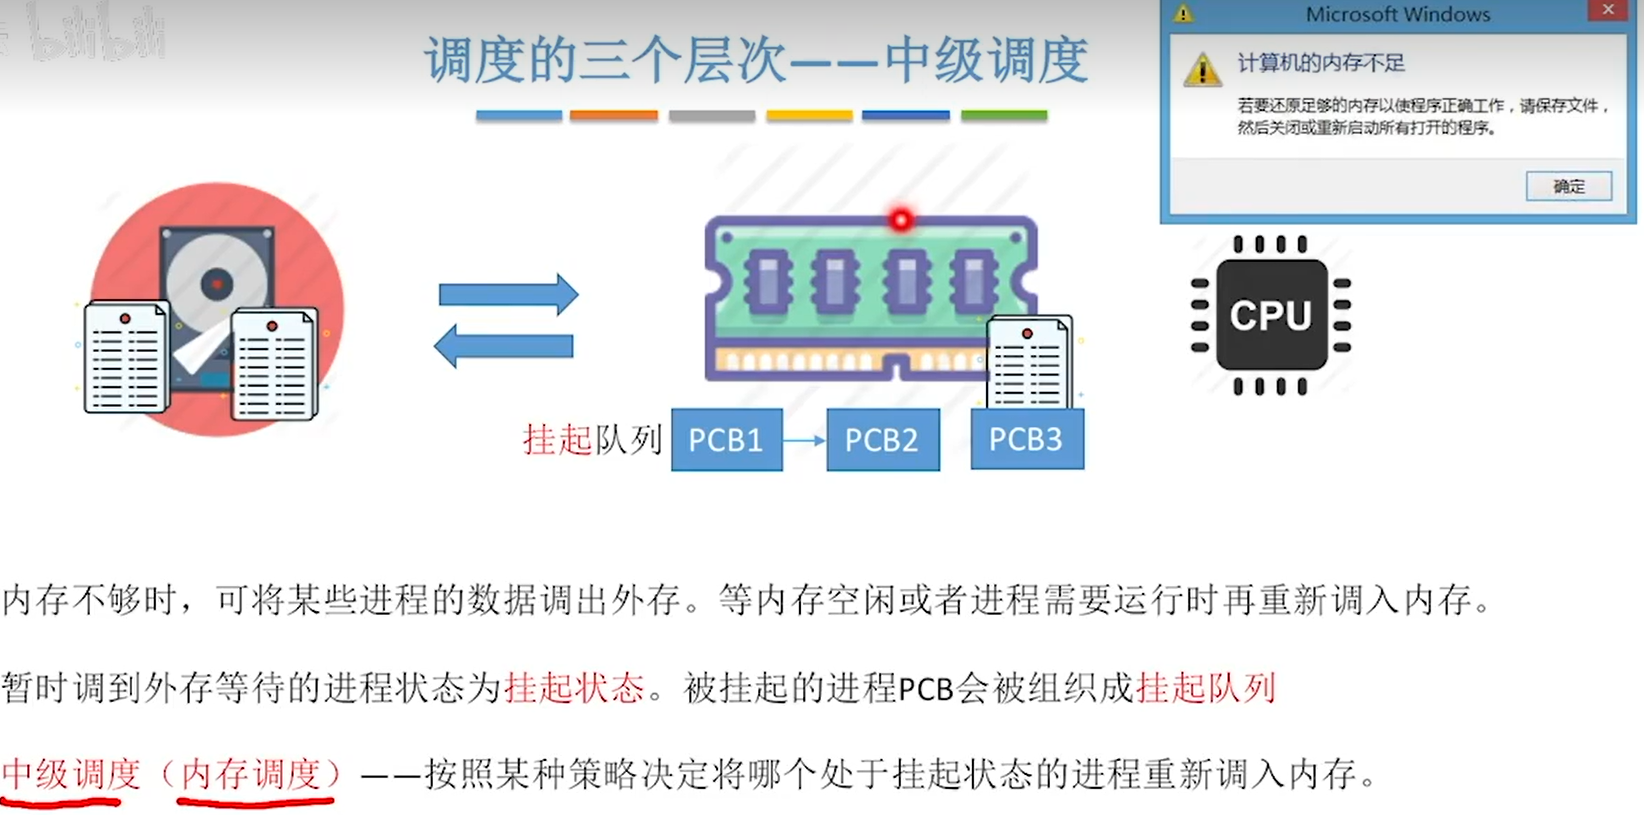 bilibili
调度的三个层次——中级调度
Microsoft Windows
计算机的内存不足
若要还原足够的内存以使程序正确工作，请保存文件，
然后关闭或重新启动所有打开的程序。
确定
CPU
挂起队列 PCB1 PCB2 PCB3
内存不够时，可将某些进程的数据调出外存。等内存空闲或者进程需要运行时再重新调入内存。
暂时调到外存等待的进程状态为挂起状态。被挂起的进程PCB会被组织成挂起队列
中级调度（内存调度）——按照某种策略决定将哪个处于挂起状态的进程重新调入内存。